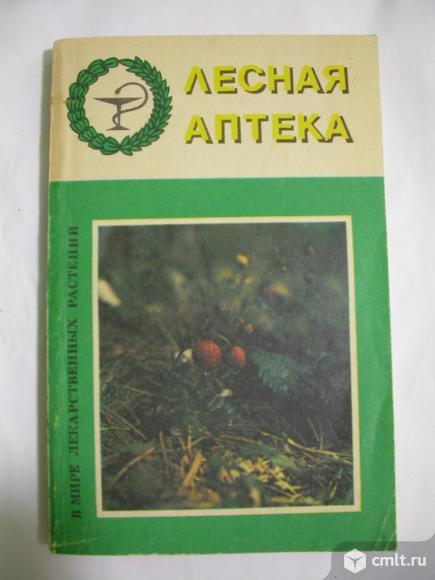 ЛЕСНАЯ
АПТЕКА
В МИРЕ ЛЕКАРСТВЕННЫХ РАСТЕНИЙ
cmlt.ru